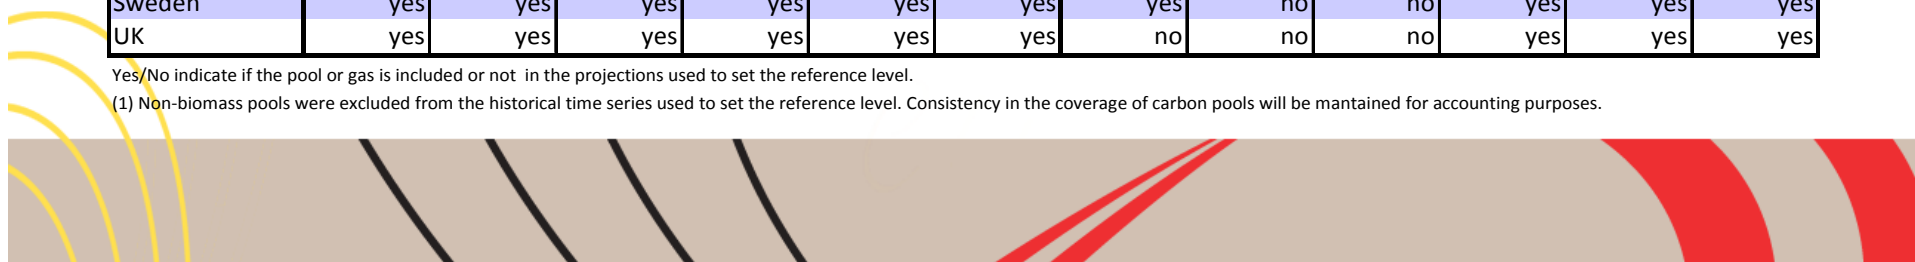 Sweden yes yes yes yes yes yes yes no no yes yes yes
UK yes yes yes yes yes yes no no no yes yes yes
Yes/No indicate if the pool or gas is included or not in the projections used to set the reference level.
(1) Non-biomass pools were excluded from the historical time series used to set the reference level. Consistency in the coverage of carbon pools will be mantained for accounting purposes.